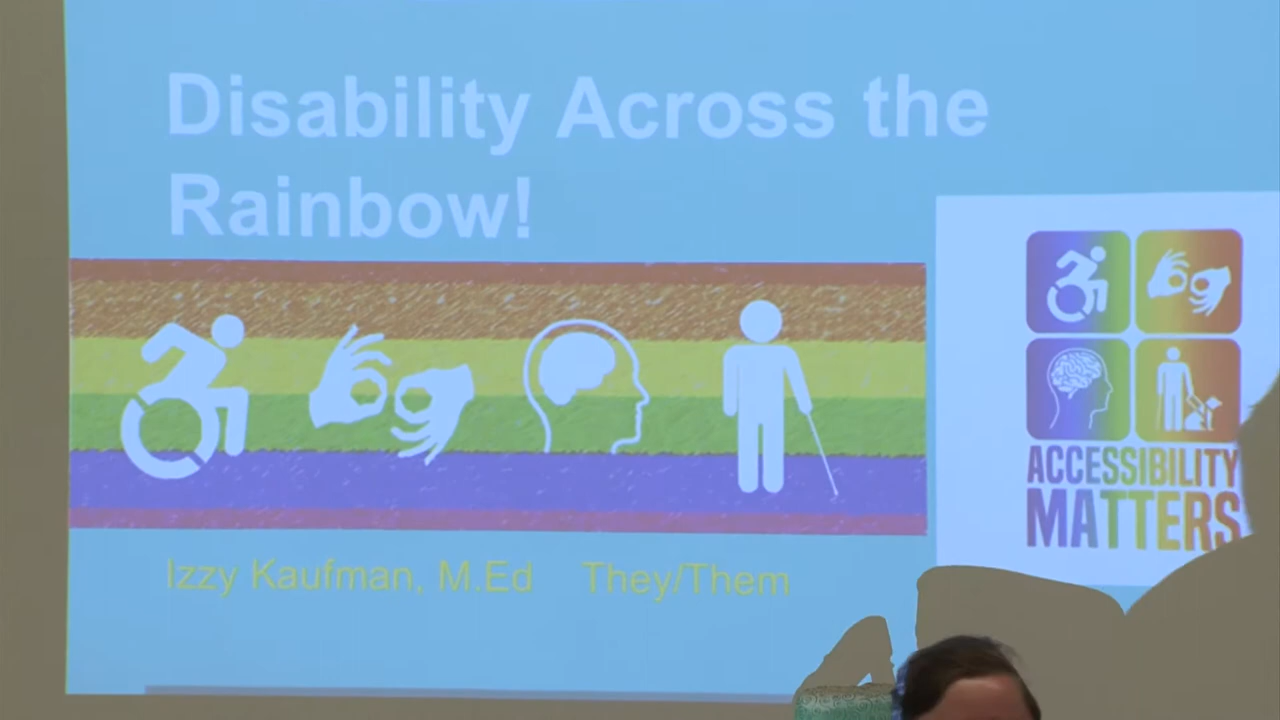 Disability Across the
Rainbow!
ACCESSIBILITY
MATTERS
Izzy Kaufman, M.Ed They/Them